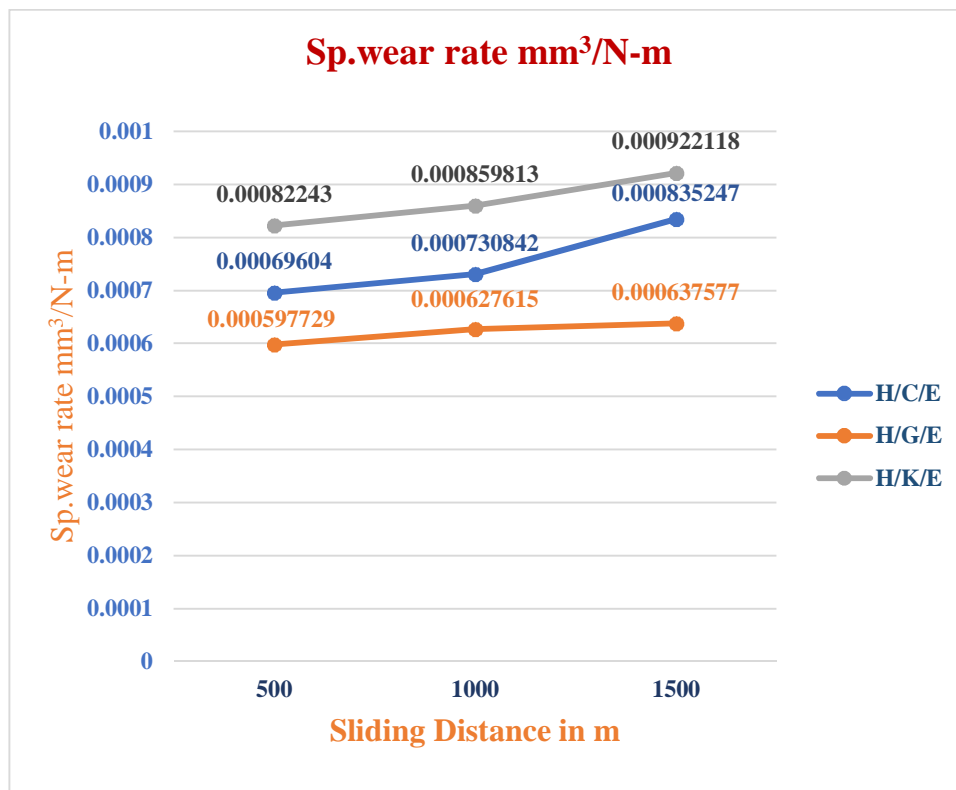 Sp.wear rate mm³/N-m
Sp.wear rate mm³/N-m
0.001
0.0009
0.0008
0.0007
0.0006
0.0005
0.0004
0.0003
0.0002
0.0001
0
0.000922118
0.000859813
0.00082243
0.000835247
0.000730842
0.00069604
0.000637577
0.000627615
0.000597729
H/C/E
H/G/E
H/K/E
500 1000 1500
Sliding Distance in m